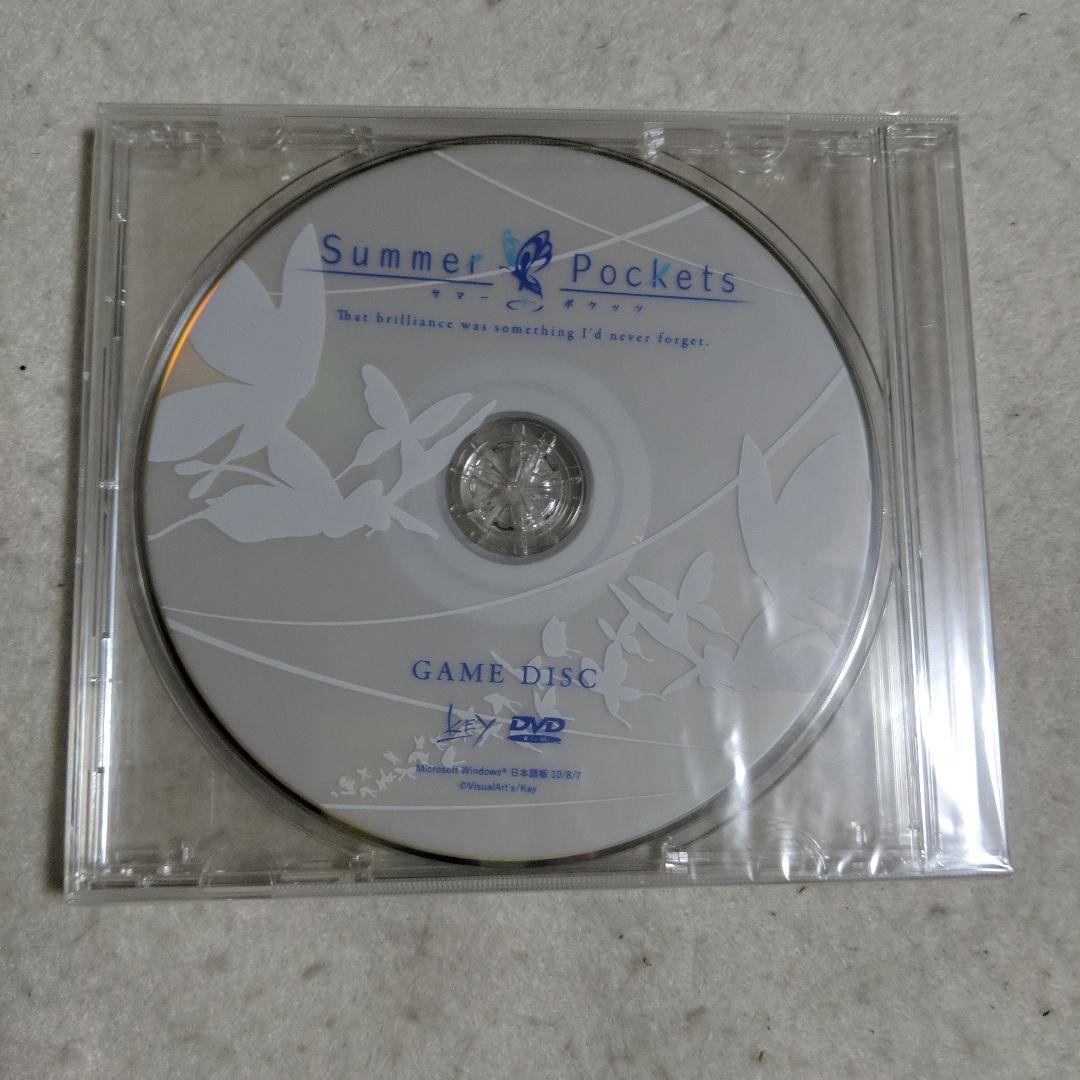 Summer Pockets
サマー ポケッツ
That brilliance was something I'd never forget.
GAME DISC
KEY DVD
ROM
Microsoft Windows® 日本語版 10/8/7
©VisualArt's/Key